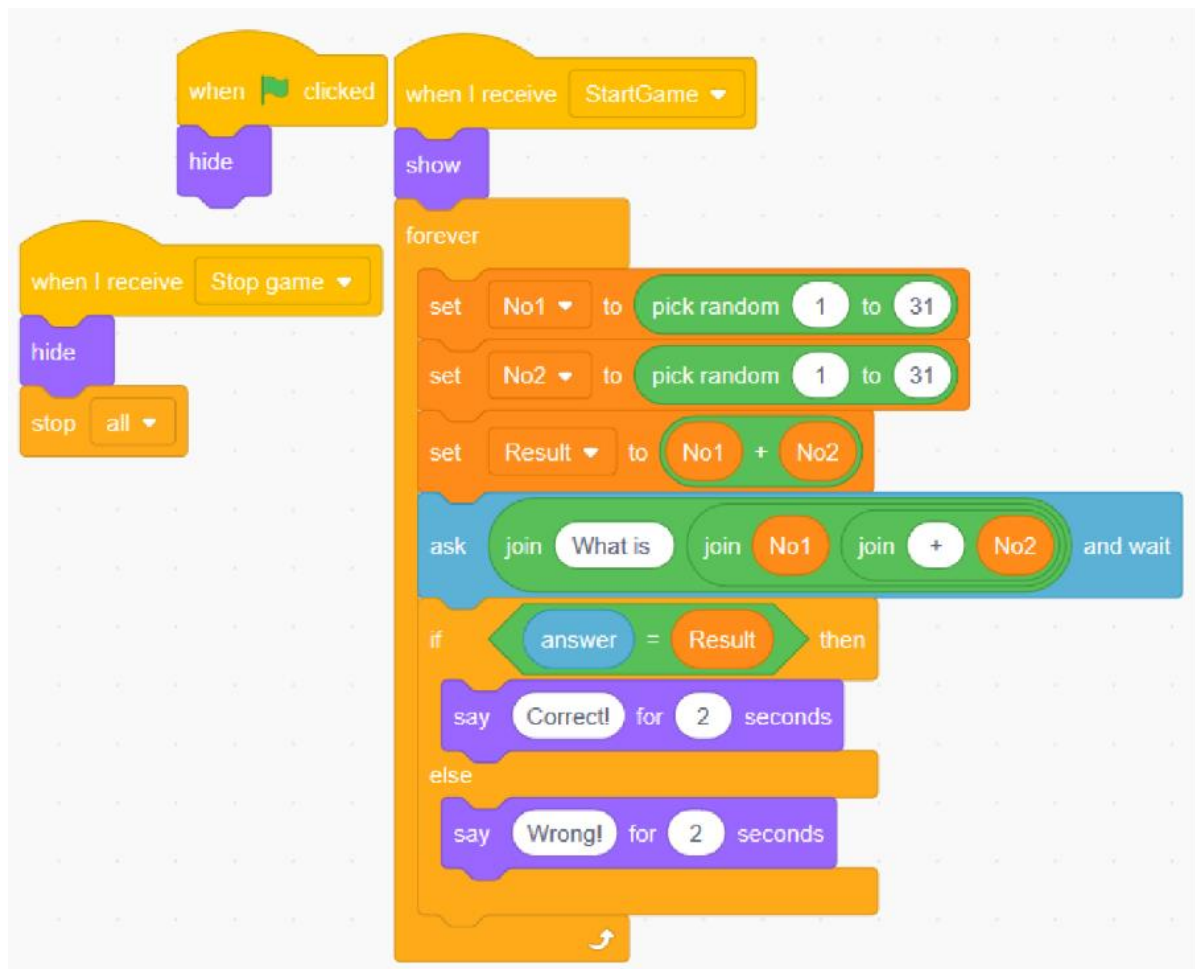 when clicked
hide
when I receive Stop game
hide
stop all
when I receive StartGame
show
forever
set No1 to pick random 1 to 31
set No2 to pick random 1 to 31
set Result to No1 + No2
ask join What is join No1 join + No2 and wait
if answer = Result then
say Correct! for 2 seconds
else
say Wrong! for 2 seconds